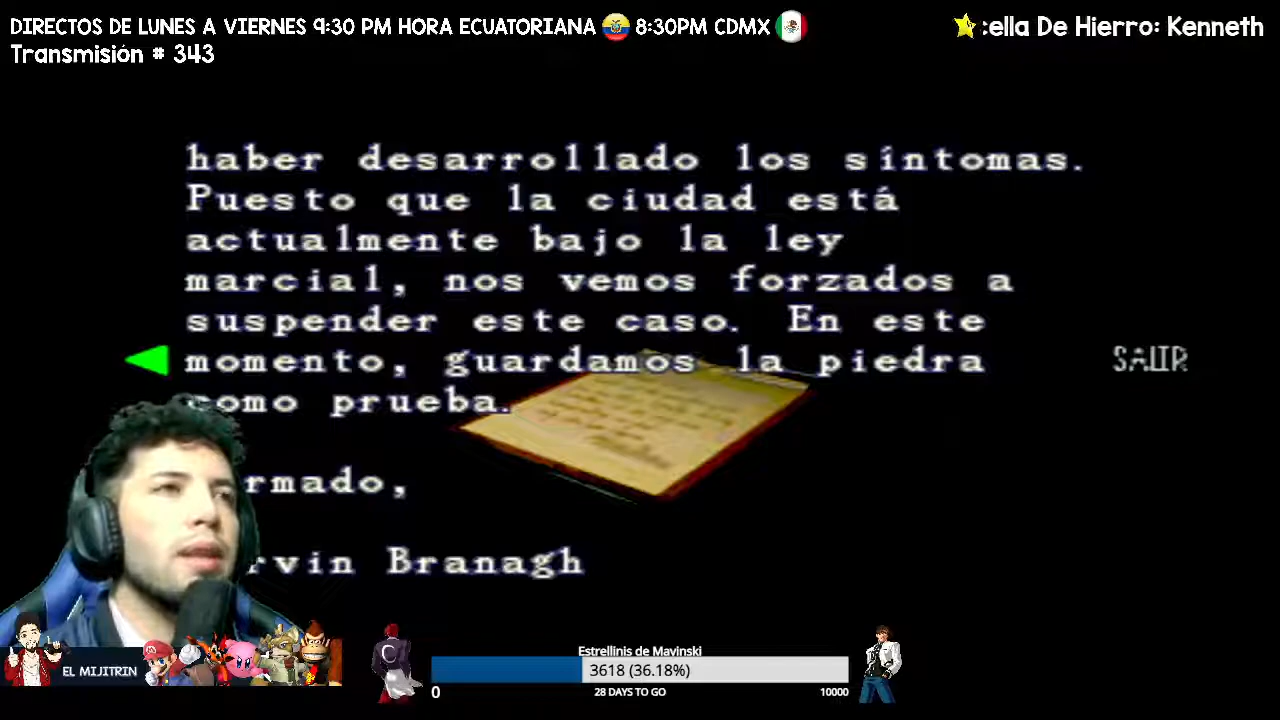 DIRECTOS DE LUNES A VIERNES 9:30 PM HORA ECUATORIANA 8:30PM CDMX
Transmisión # 343
cella De Hierro: Kenneth
haber desarrollado los síntomas.
Puesto que la ciudad está
actualmente bajo la ley
marcial, nos vemos forzados a
suspender este caso. En este
momento, guardamos la piedra
como prueba.
SALIR
rmado,
rvin Branagh
EL MIJITRIN
C
Estrellinis de Mavinski
3618 (36.18%)
0
28 DAYS TO GO
10000